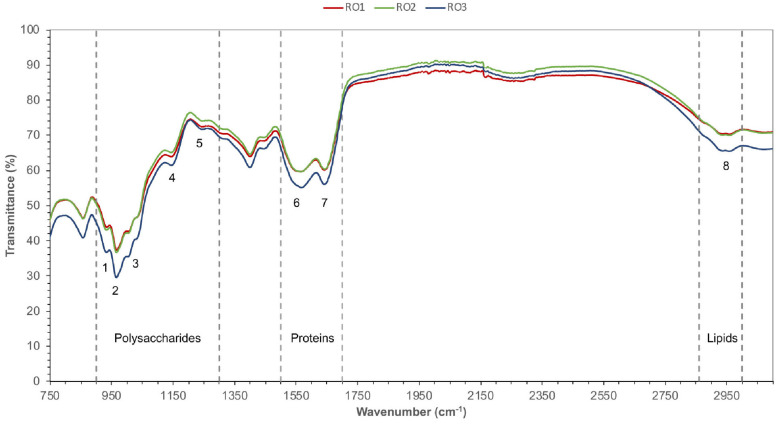 RO1 RO2 RO3
100
90
80
70
60
50
40
30
20
10
0
Transmittance (%)
1
2
3
4
5
6
7
8
Polysaccharides
Proteins
Lipids
750 950 1150 1350 1550 1750 1950 2150 2350 2550 2750 2950
Wavenumber (cm⁻¹)